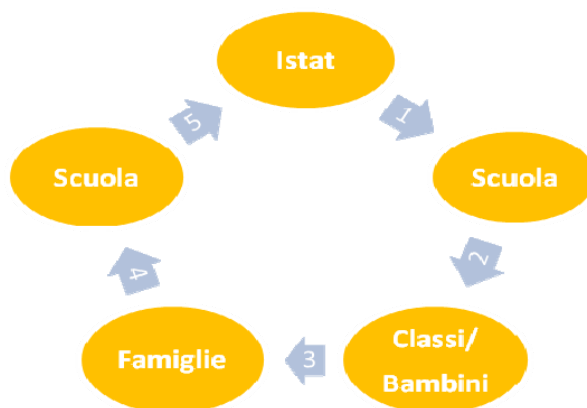 Istat
1
Scuola
2
Classi/
Bambini
3
Famiglie
4
Scuola
5